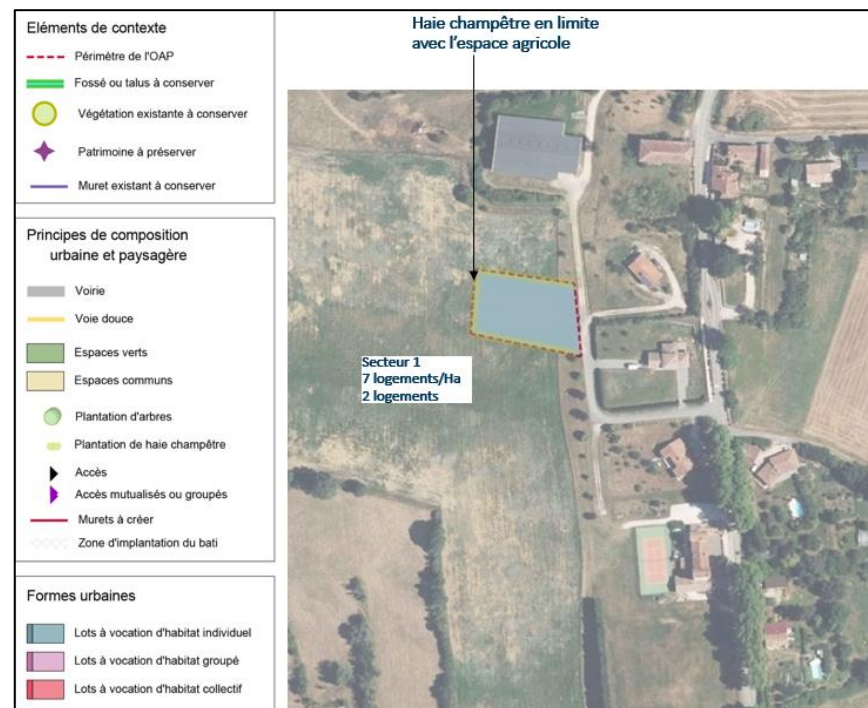 Eléments de contexte
Périmètre de l'OAP
Fossé ou talus à conserver
Végétation existante à conserver
Patrimoine à préserver
Muret existant à conserver
Principes de composition
urbaine et paysagère
Voirie
Voie douce
Espaces verts
Espaces communs
Plantation d'arbres
Plantation de haie champêtre
Accès
Accès mutualisés ou groupés
Murets à créer
Zone d'implantation du bati
Formes urbaines
Lots à vocation d'habitat individuel
Lots à vocation d'habitat groupé
Lots à vocation d'habitat collectif
Haie champêtre en limite
avec l'espace agricole
Secteur 1
7 logements/Ha
2 logements